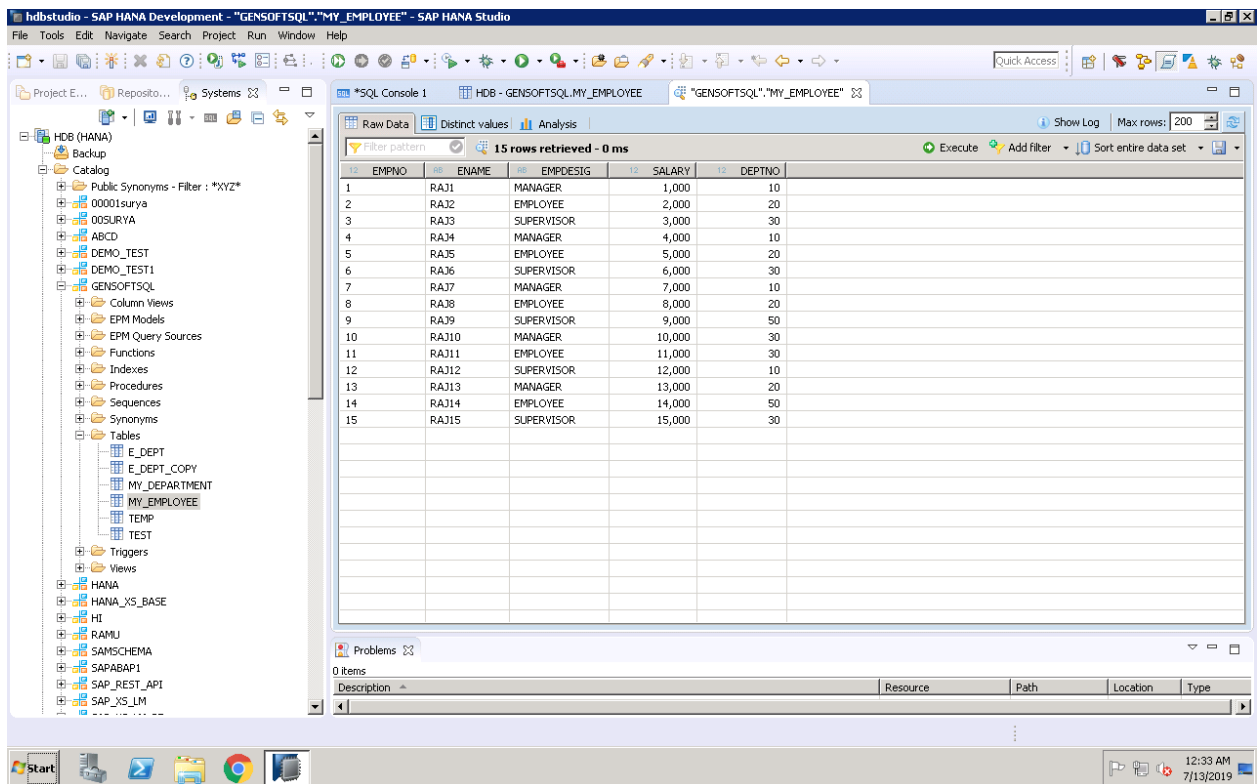 hdbstudio - SAP HANA Development - "GENSOFTSQL"."MY_EMPLOYEE" - SAP HANA Studio
File Tools Edit Navigate Search Project Run Window Help
Quick Access
Project E... Reposito... Systems
*SQL Console 1 HDB - GENSOFTSQL.MY_EMPLOYEE "GENSOFTSQL"."MY_EMPLOYEE"
HDB (HANA)
Backup
Catalog
Public Synonyms - Filter : *XYZ*
00001surya
00SURYA
ABCD
DEMO_TEST
DEMO_TEST1
GENSOFTSQL
Column Views
EPM Models
EPM Query Sources
Functions
Indexes
Procedures
Sequences
Synonyms
Tables
E_DEPT
E_DEPT_COPY
MY_DEPARTMENT
MY_EMPLOYEE
TEMP
TEST
Triggers
Views
HANA
HANA_XS_BASE
HI
RAMU
SAMSCHEMA
SAPABAP1
SAP_REST_API
SAP_XS_LM
Raw Data Distinct values Analysis Show Log Max rows: 200
Filter pattern 15 rows retrieved - 0 ms Execute Add filter Sort entire data set
12 EMPNO AB ENAME AB EMPDESIG 12 SALARY 12 DEPTNO
1 RAJ1 MANAGER 1,000 10
2 RAJ2 EMPLOYEE 2,000 20
3 RAJ3 SUPERVISOR 3,000 30
4 RAJ4 MANAGER 4,000 10
5 RAJ5 EMPLOYEE 5,000 20
6 RAJ6 SUPERVISOR 6,000 30
7 RAJ7 MANAGER 7,000 10
8 RAJ8 EMPLOYEE 8,000 20
9 RAJ9 SUPERVISOR 9,000 50
10 RAJ10 MANAGER 10,000 30
11 RAJ11 EMPLOYEE 11,000 30
12 RAJ12 SUPERVISOR 12,000 10
13 RAJ13 MANAGER 13,000 20
14 RAJ14 EMPLOYEE 14,000 50
15 RAJ15 SUPERVISOR 15,000 30
Problems
0 items
Description Resource Path Location Type
Start
12:33 AM
7/13/2019